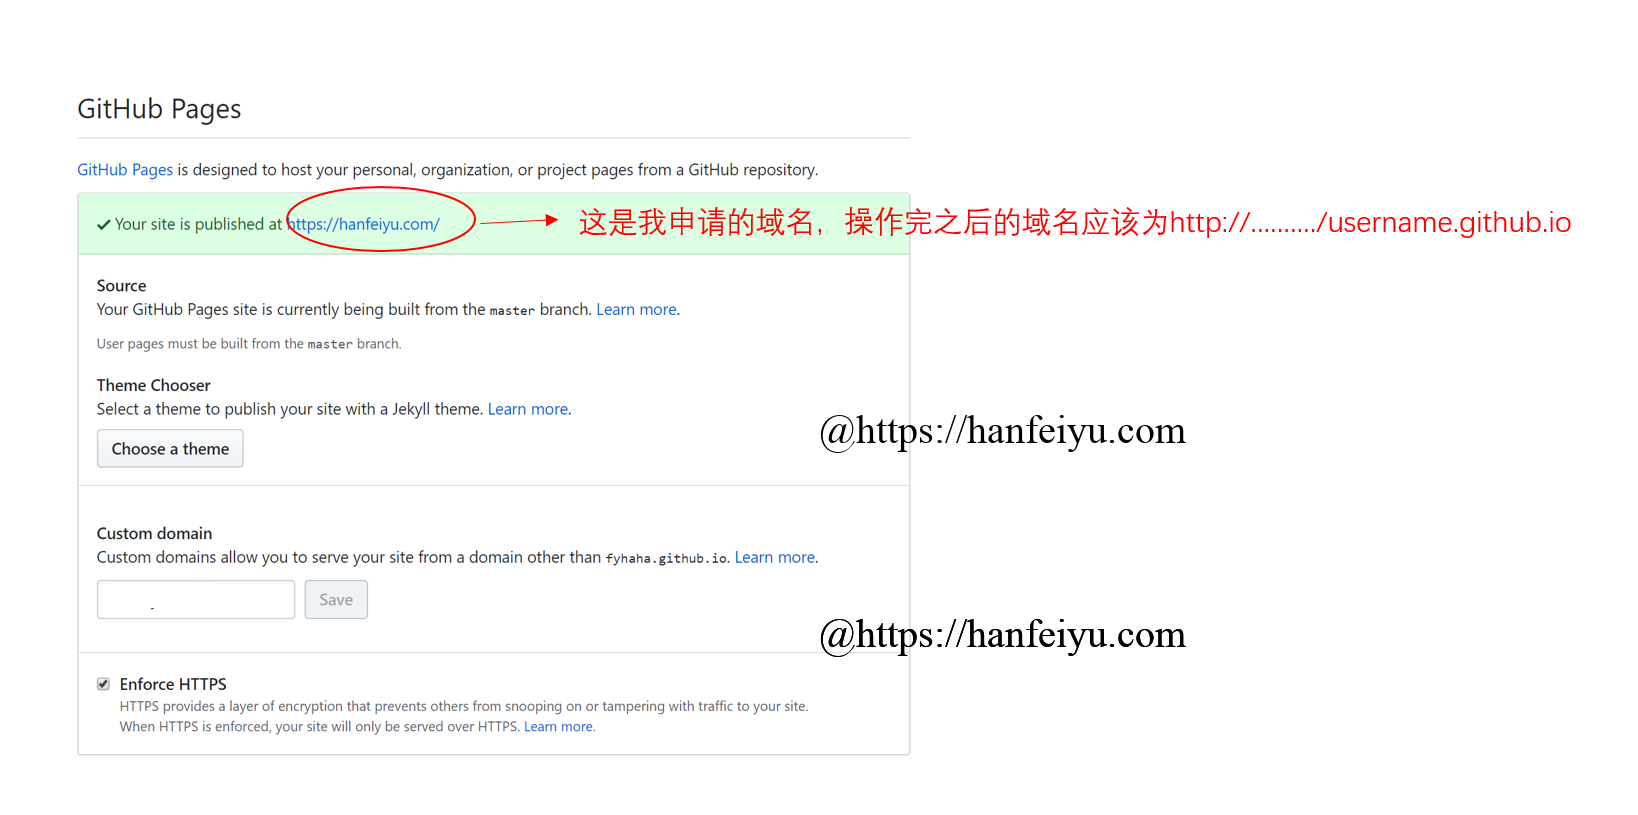 GitHub Pages
GitHub Pages is designed to host your personal, organization, or project pages from a GitHub repository.
✔ Your site is published at https://hanfeiyu.com/
这是我申请的域名，操作完之后的域名应该为http://........../username.github.io
Source
Your GitHub Pages site is currently being built from the master branch. Learn more.
User pages must be built from the master branch.
Theme Chooser
Select a theme to publish your site with a Jekyll theme. Learn more.
@https://hanfeiyu.com
Choose a theme
Custom domain
Custom domains allow you to serve your site from a domain other than fyhaha.github.io. Learn more.
Save
@https://hanfeiyu.com
Enforce HTTPS
HTTPS provides a layer of encryption that prevents others from snooping on or tampering with traffic to your site.
When HTTPS is enforced, your site will only be served over HTTPS. Learn more.